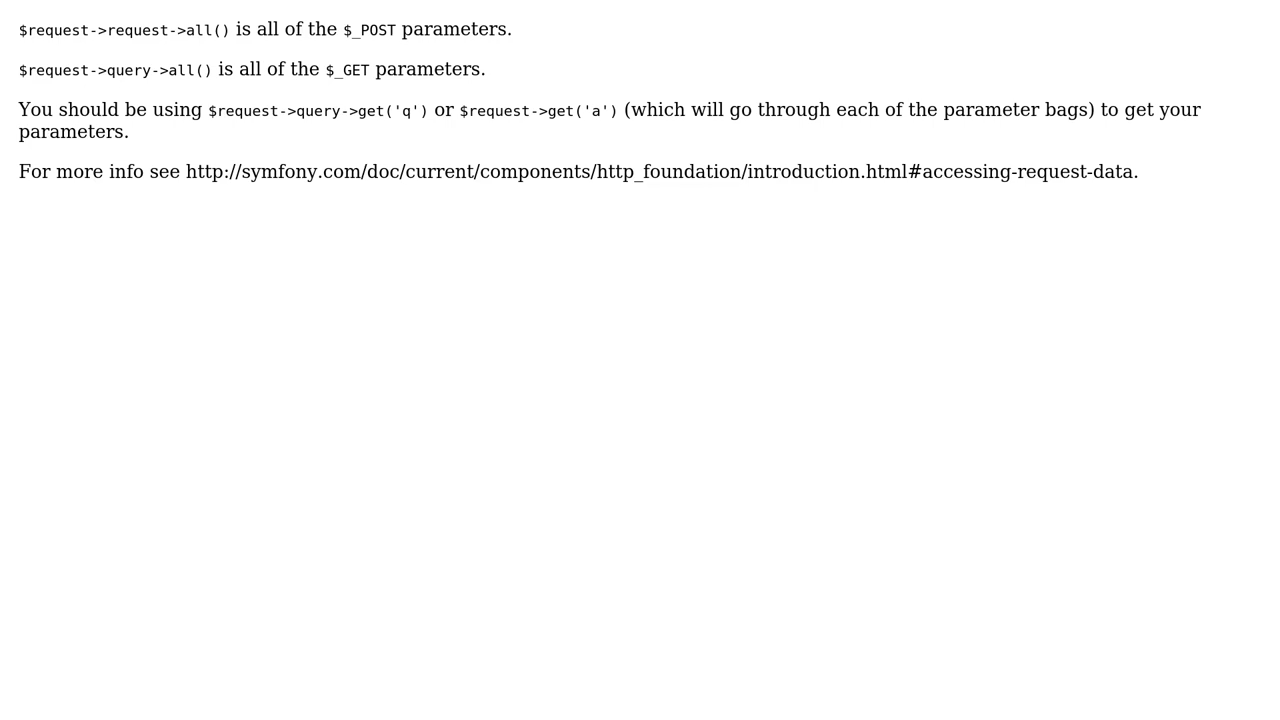 $request->request->all() is all of the $_POST parameters.
$request->query->all() is all of the $_GET parameters.
You should be using $request->query->get('q') or $request->get('a') (which will go through each of the parameter bags) to get your
parameters.
For more info see http://symfony.com/doc/current/components/http_foundation/introduction.html#accessing-request-data.